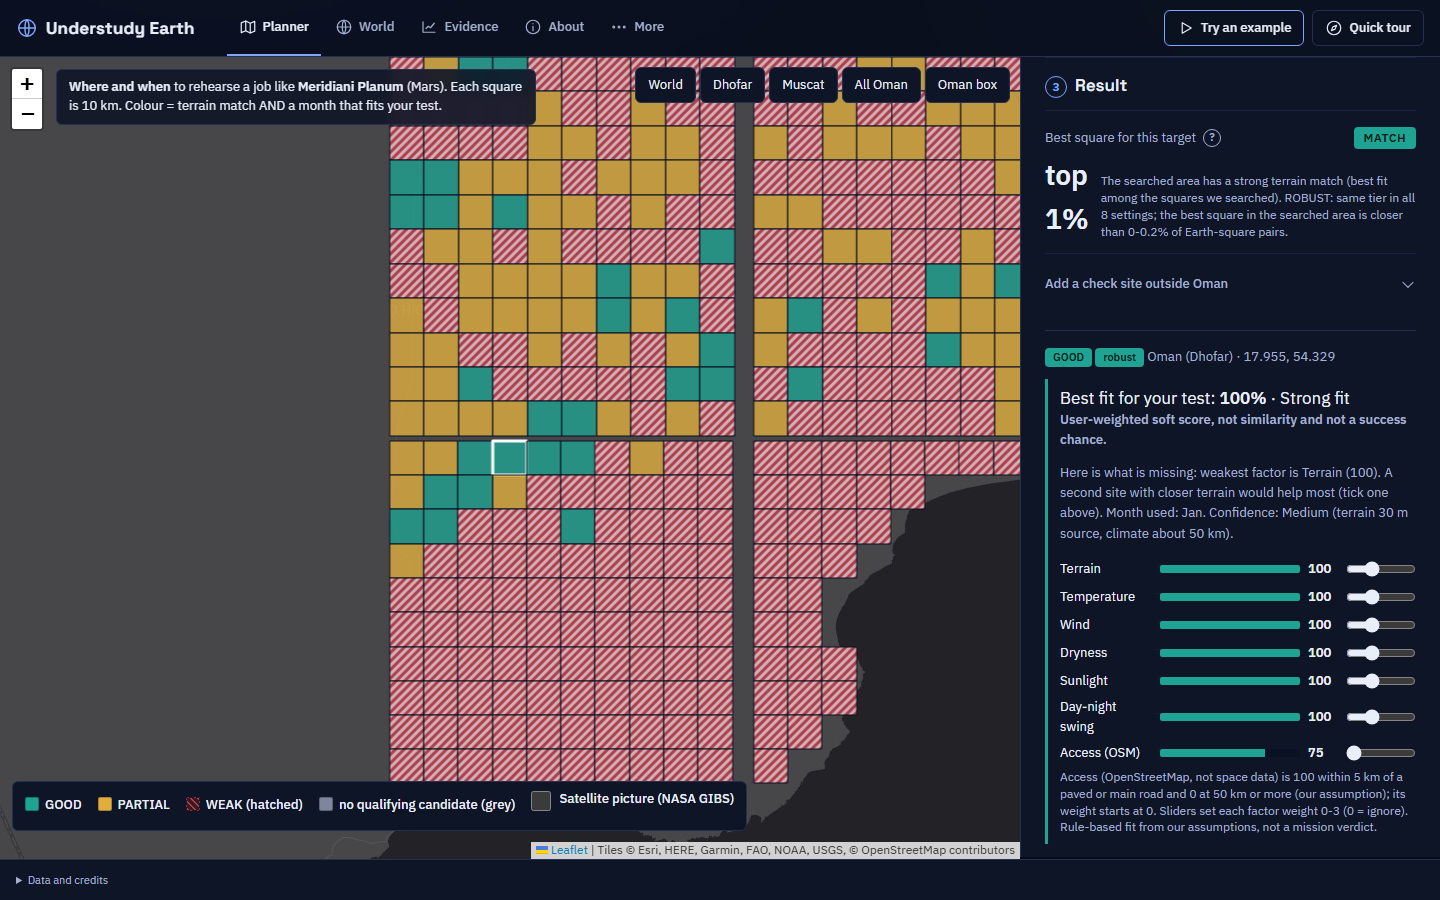 Understudy Earth
Planner
World
Evidence
About
More
Try an example
Quick tour
+
−
Where and when to rehearse a job like Meridiani Planum (Mars). Each square
is 10 km. Colour = terrain match AND a month that fits your test.
World
Dhofar
Muscat
All Oman
Oman box
3 Result
Best square for this target ?
MATCH
top
1%
The searched area has a strong terrain match (best fit
among the squares we searched). ROBUST: same tier in all
8 settings; the best square in the searched area is closer
than 0-0.2% of Earth-square pairs.
Add a check site outside Oman
GOOD robust Oman (Dhofar) · 17.955, 54.329
Best fit for your test: 100% · Strong fit
User-weighted soft score, not similarity and not a success
chance.
Here is what is missing: weakest factor is Terrain (100). A
second site with closer terrain would help most (tick one
above). Month used: Jan. Confidence: Medium (terrain 30 m
source, climate about 50 km).
Terrain 100
Temperature 100
Wind 100
Dryness 100
Sunlight 100
Day-night
swing 100
Access (OSM) 75
Access (OpenStreetMap, not space data) is 100 within 5 km of a
paved or main road and 0 at 50 km or more (our assumption); its
weight starts at 0. Sliders set each factor weight 0-3 (0 = ignore).
Rule-based fit from our assumptions, not a mission verdict.
GOOD
PARTIAL
WEAK (hatched)
no qualifying candidate (grey)
Satellite picture (NASA GIBS)
Leaflet | Tiles © Esri, HERE, Garmin, FAO, NOAA, USGS, © OpenStreetMap contributors
Data and credits